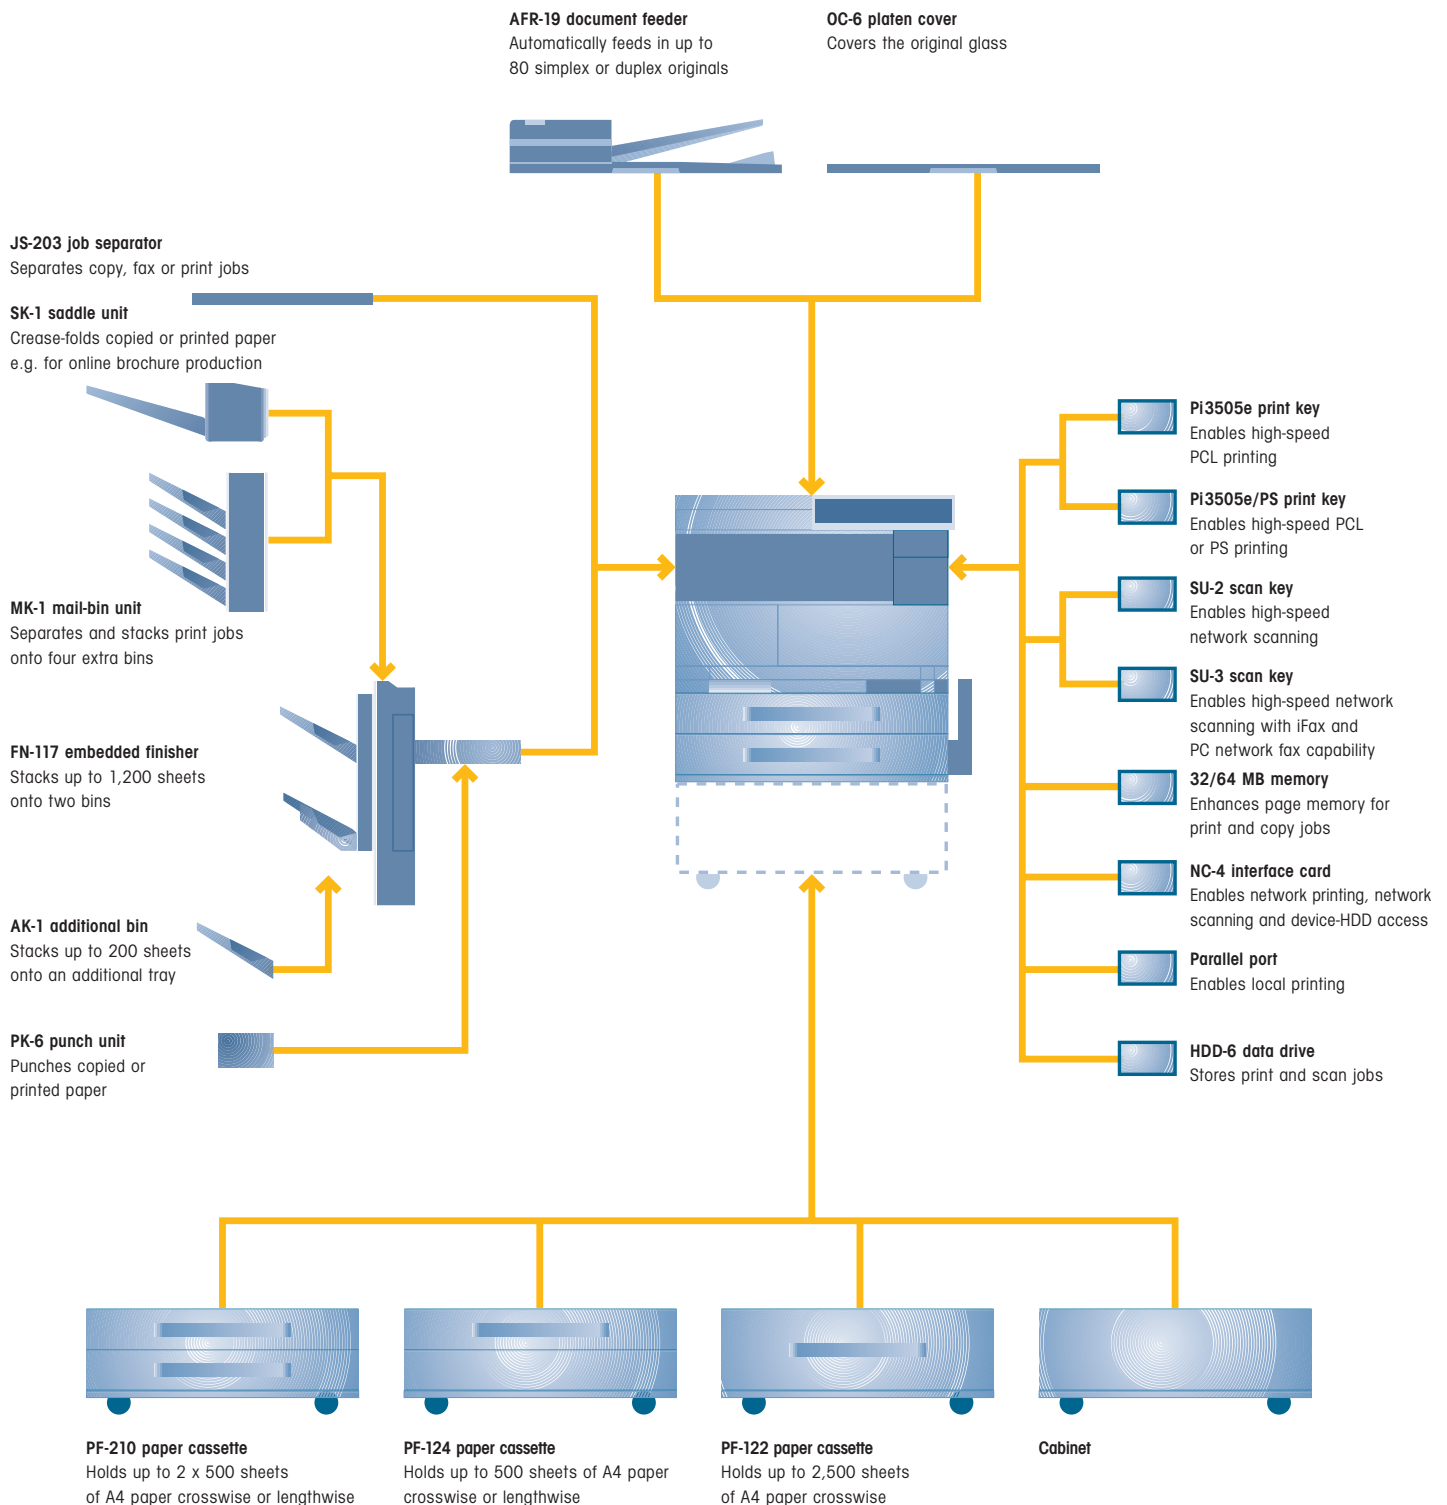 AFR-19 document feeder
Automatically feeds in up to
80 simplex or duplex originals
OC-6 platen cover
Covers the original glass
JS-203 job separator
Separates copy, fax or print jobs
SK-1 saddle unit
Crease-folds copied or printed paper
e.g. for online brochure production
MK-1 mail-bin unit
Separates and stacks print jobs
onto four extra bins
FN-117 embedded finisher
Stacks up to 1,200 sheets
onto two bins
AK-1 additional bin
Stacks up to 200 sheets
onto an additional tray
PK-6 punch unit
Punches copied or
printed paper
Pi3505e print key
Enables high-speed
PCL printing
Pi3505e/PS print key
Enables high-speed PCL
or PS printing
SU-2 scan key
Enables high-speed
network scanning
SU-3 scan key
Enables high-speed network
scanning with iFax and
PC network fax capability
32/64 MB memory
Enhances page memory for
print and copy jobs
NC-4 interface card
Enables network printing, network
scanning and device-HDD access
Parallel port
Enables local printing
HDD-6 data drive
Stores print and scan jobs
PF-210 paper cassette
Holds up to 2 x 500 sheets
of A4 paper crosswise or lengthwise
PF-124 paper cassette
Holds up to 500 sheets of A4 paper
crosswise or lengthwise
PF-122 paper cassette
Holds up to 2,500 sheets
of A4 paper crosswise
Cabinet